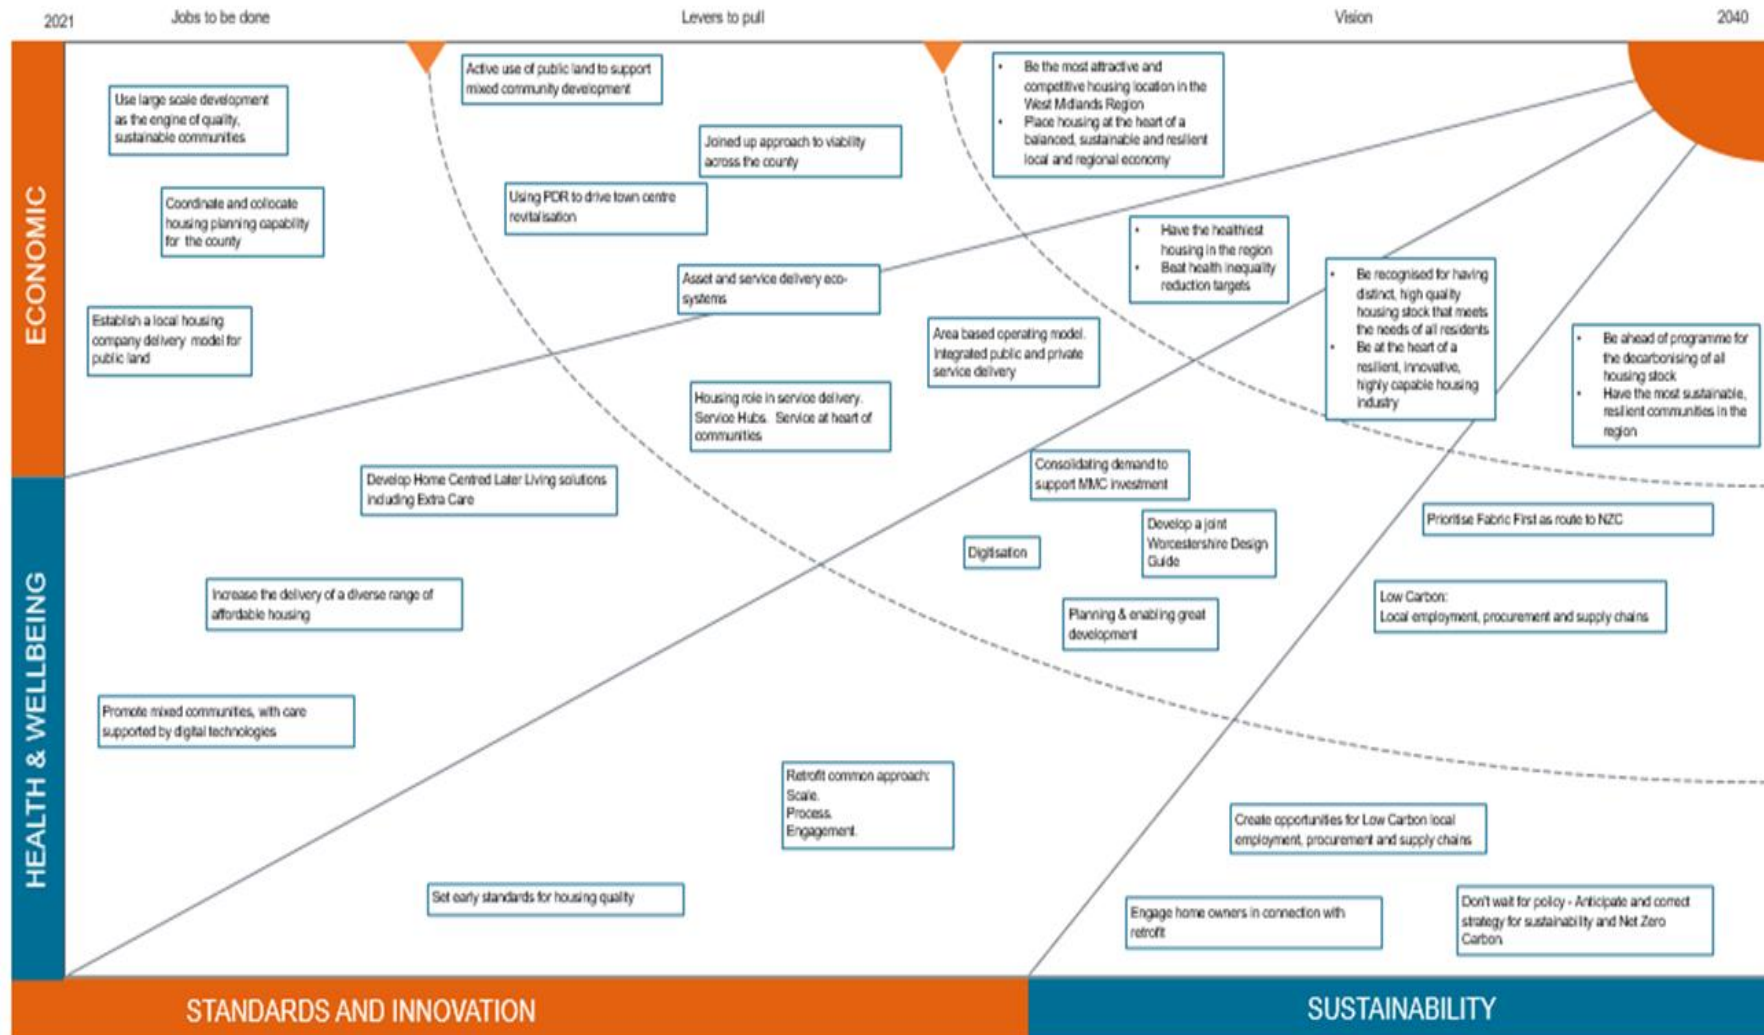 2021
Jobs to be done
Levers to pull
Vision
2040
ECONOMIC
HEALTH & WELLBEING
Use large scale development
as the engine of quality,
sustainable communities
Coordinate and collocate
housing planning capability
for the county
Establish a local housing
company delivery model for
public land
Active use of public land to support
mixed community development
Joined up approach to viability
across the county
Using PDR to drive town centre
revitalisation
Asset and service delivery eco-
systems
• Be the most attractive and
competitive housing location in the
West Midlands Region
• Place housing at the heart of a
balanced, sustainable and resilient
local and regional economy
• Have the healthiest
housing in the region
• Beat health inequality
reduction targets
• Be recognised for having
distinct, high quality
housing stock that meets
the needs of all residents
• Be at the heart of a
resilient, innovative,
highly capable housing
industry
• Be ahead of programme for
the decarbonising of all
housing stock
• Have the most sustainable,
resilient communities in the
region
Area based operating model.
Integrated public and private
service delivery
Housing role in service delivery.
Service Hubs. Service at heart of
communities
Develop Home Centred Later Living solutions
including Extra Care
Increase the delivery of a diverse range of
affordable housing
Promote mixed communities, with care
supported by digital technologies
Consolidating demand to
support MMC investment
Digitisation
Develop a joint
Worcestershire Design
Guide
Planning & enabling great
development
Prioritise Fabric First as route to NZC
Low Carbon:
Local employment, procurement and supply chains
Retrofit common approach:
Scale.
Process.
Engagement.
Set early standards for housing quality
Create opportunities for Low Carbon local
employment, procurement and supply chains
Engage home owners in connection with
retrofit
Don't wait for policy - Anticipate and correct
strategy for sustainability and Net Zero
Carbon
STANDARDS AND INNOVATION
SUSTAINABILITY